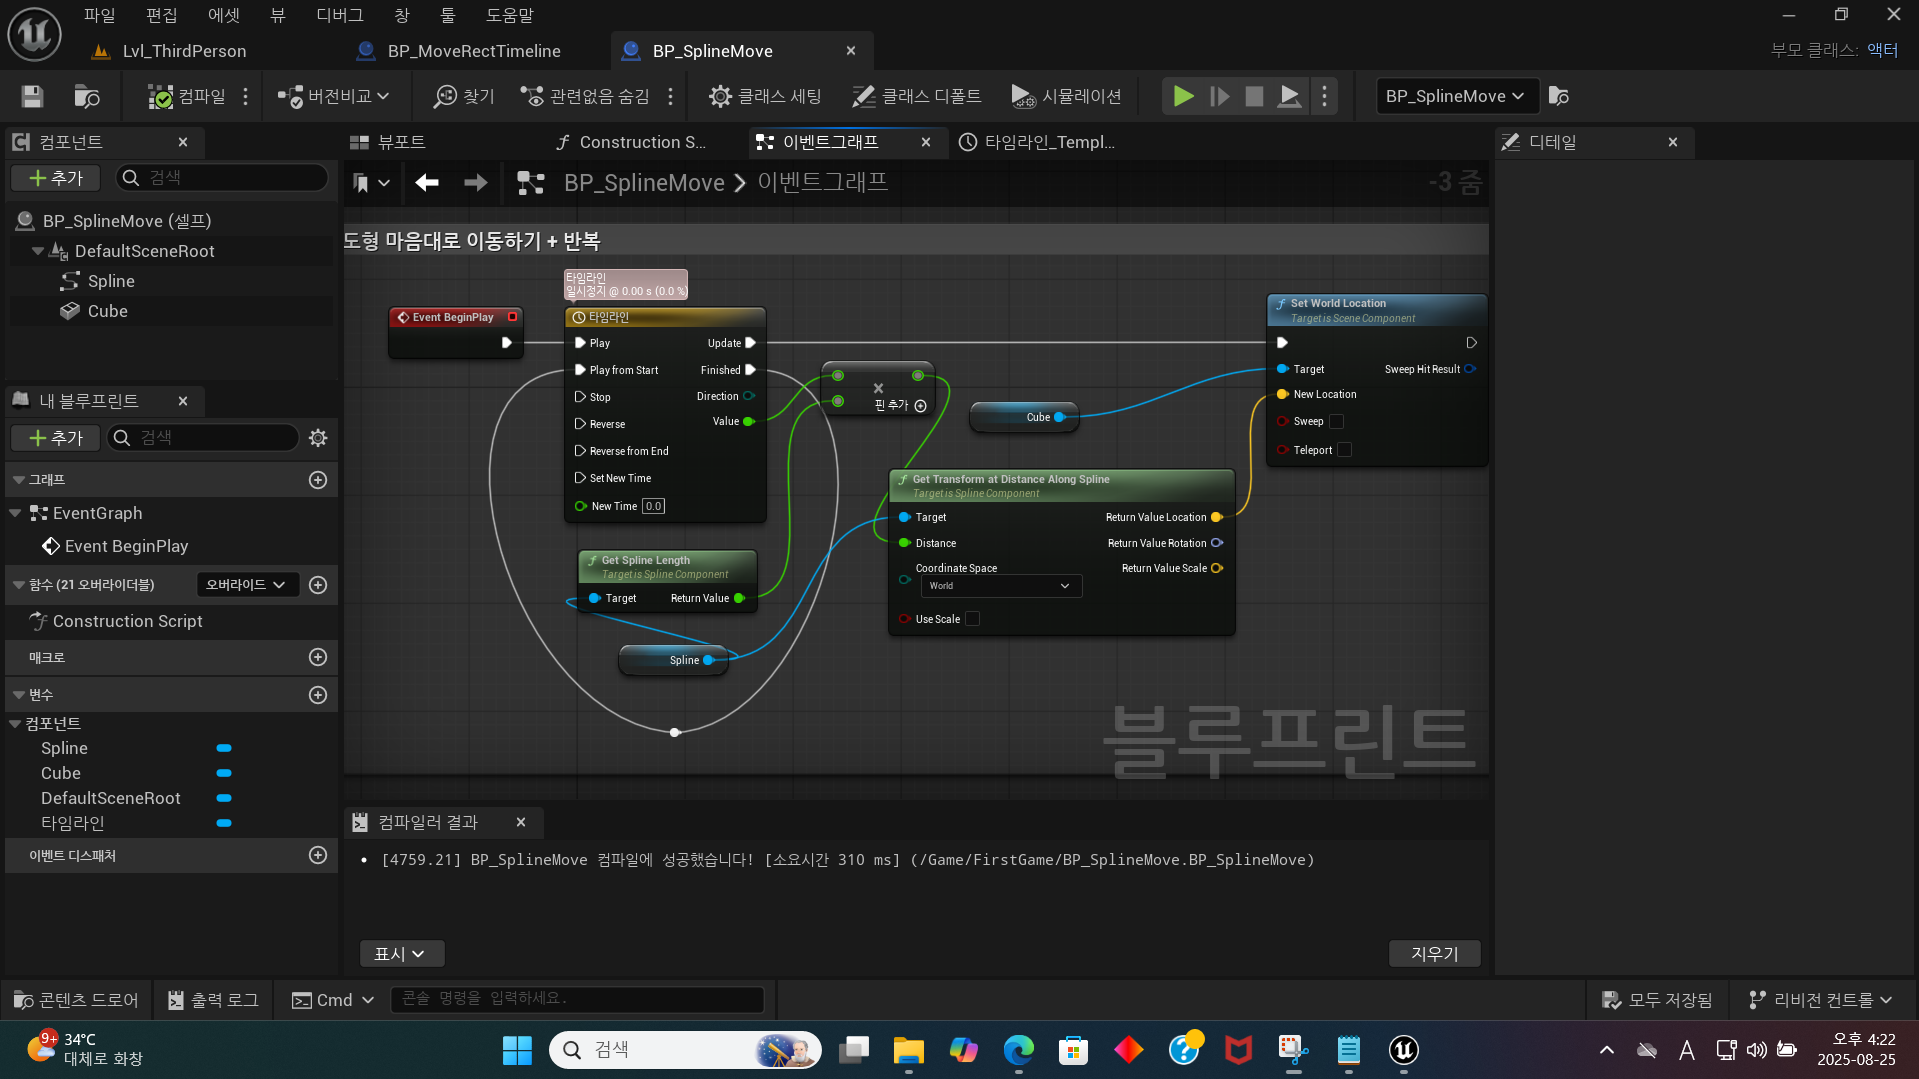 파일 편집 에셋 뷰 디버그 창 툴 도움말
Lvl_ThirdPerson BP_MoveRectTimeline BP_SplineMove 부모 클래스: 액터
컴파일 버전비교 찾기 관련없음 숨김 클래스 세팅 클래스 디폴트 시뮬레이션 BP_SplineMove
컴포넌트
추가 검색
BP_SplineMove (셀프)
DefaultSceneRoot
Spline
Cube
내 블루프린트
추가 검색
그래프
EventGraph
Event BeginPlay
함수 (21 오버라이더블) 오버라이드
Construction Script
매크로
변수
컴포넌트
Spline
Cube
DefaultSceneRoot
타임라인
이벤트 디스패처
뷰포트 Construction S... 이벤트그래프 타임라인_Templ...
BP_SplineMove 이벤트그래프 -3 줌
도형 마음대로 이동하기 + 반복
타임라인
일시정지 @ 0.00 s (0.0 %)
Event BeginPlay
타임라인
Play Update
Play from Start Finished
Stop Direction
Reverse Value
Reverse from End
Set New Time
New Time 0.0
핀 추가
Cube
Set World Location
Target is Scene Component
Target Sweep Hit Result
New Location
Sweep
Teleport
Get Transform at Distance Along Spline
Target is Spline Component
Target Return Value Location
Distance Return Value Rotation
Coordinate Space Return Value Scale
World
Use Scale
Get Spline Length
Target is Spline Component
Target Return Value
Spline
블루프린트
컴파일러 결과
• [4759.21] BP_SplineMove 컴파일에 성공했습니다! [소요시간 310 ms] (/Game/FirstGame/BP_SplineMove.BP_SplineMove)
표시 지우기
디테일
콘텐츠 드로어 출력 로그 Cmd 콘솔 명령을 입력하세요. 모두 저장됨 리비전 컨트롤
9+ 34°C
대체로 화창
검색
A
오후 4:22
2025-08-25